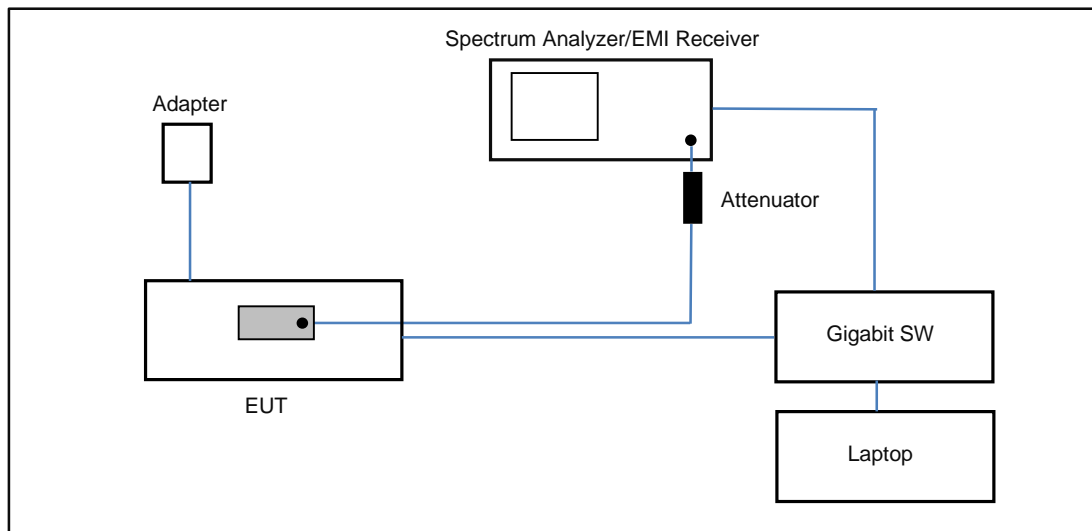 Spectrum Analyzer/EMI Receiver
Adapter
Attenuator
Gigabit SW
EUT
Laptop